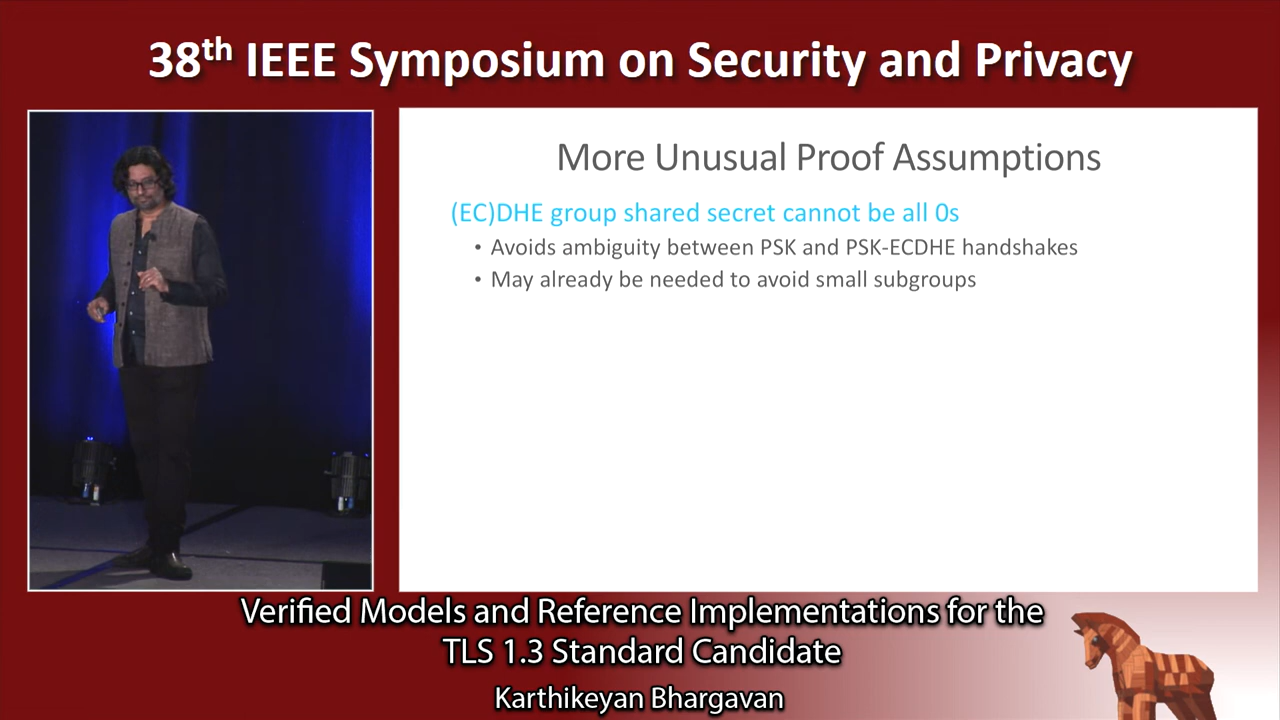 38th IEEE Symposium on Security and Privacy
More Unusual Proof Assumptions
(EC)DHE group shared secret cannot be all 0s
• Avoids ambiguity between PSK and PSK-ECDHE handshakes
• May already be needed to avoid small subgroups
Verified Models and Reference Implementations for the
TLS 1.3 Standard Candidate
Karthikeyan Bhargavan